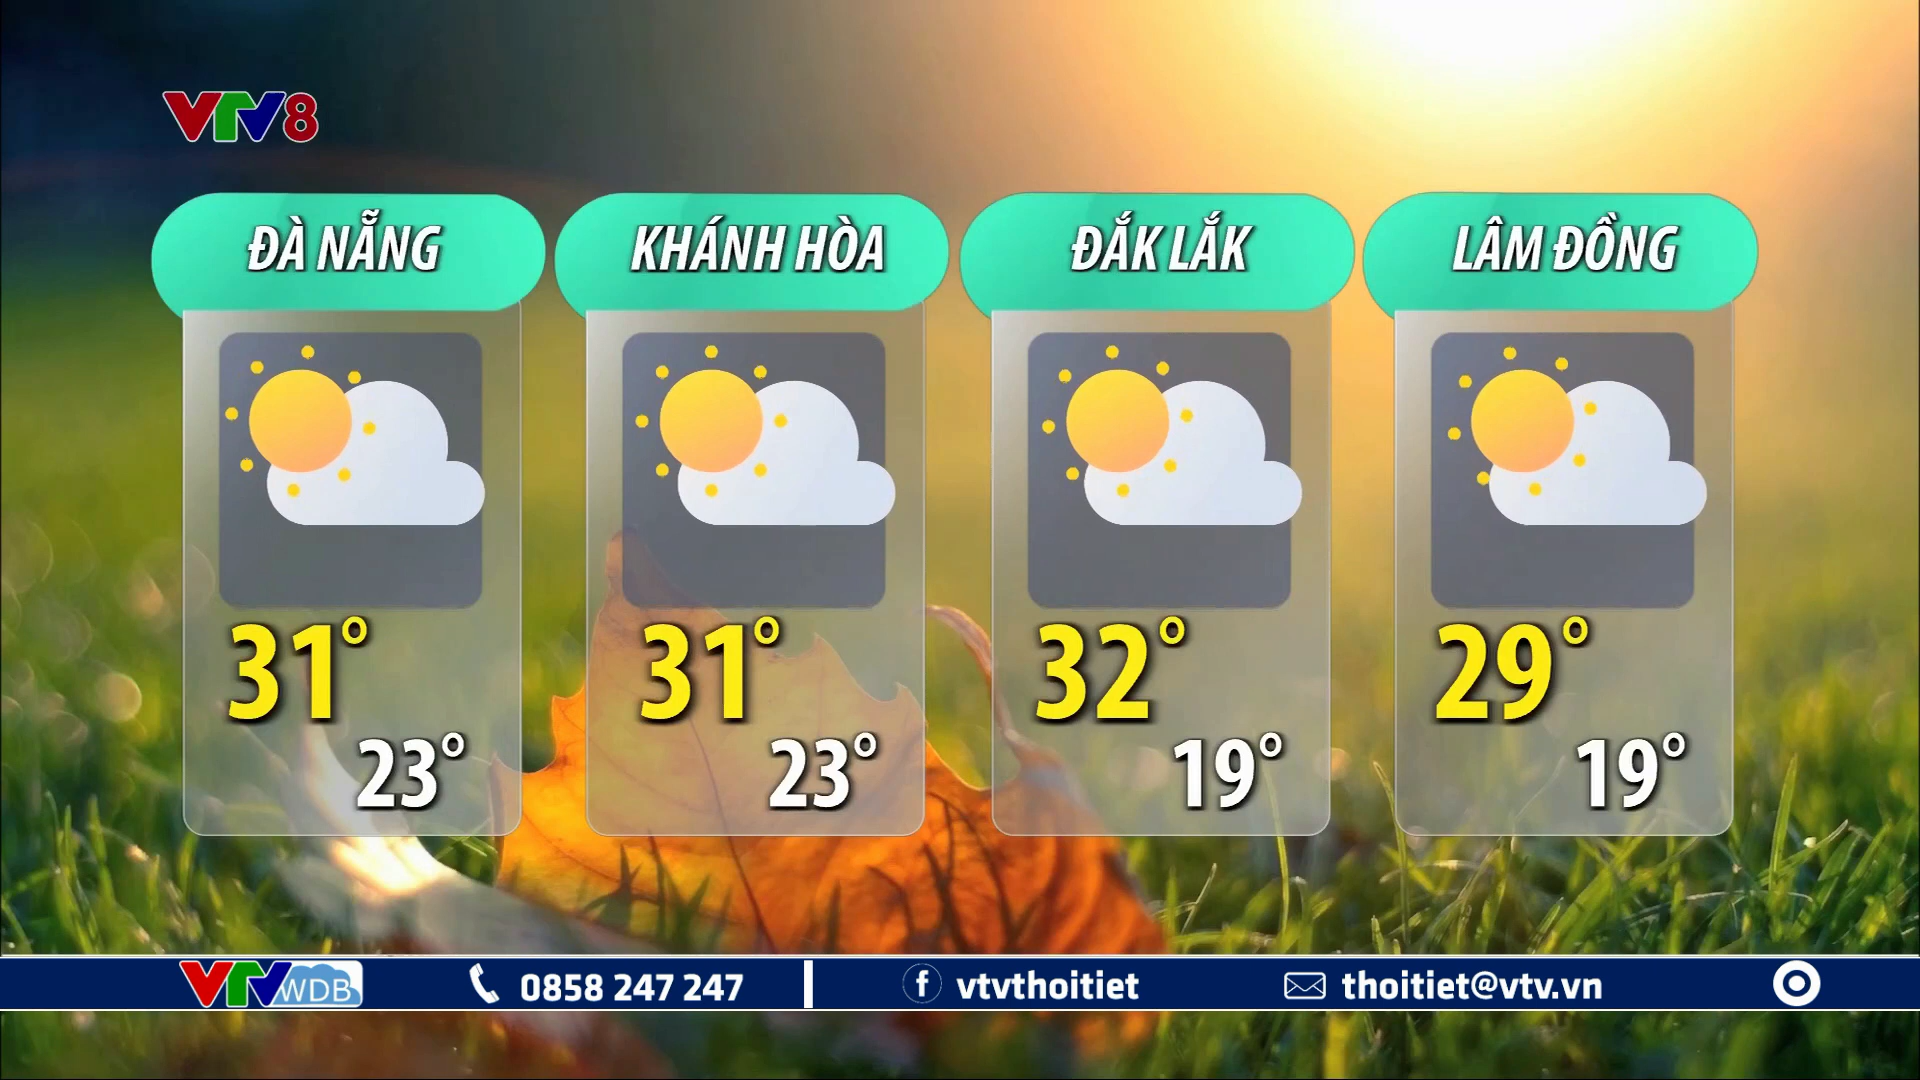 VTV8
ĐÀ NẴNG
31°
23°
KHÁNH HÒA
31°
23°
ĐẮK LẮK
32°
19°
LÂM ĐỒNG
29°
19°
VTV WDB
0858 247 247
vtvthoitiet
thoitiet@vtv.vn